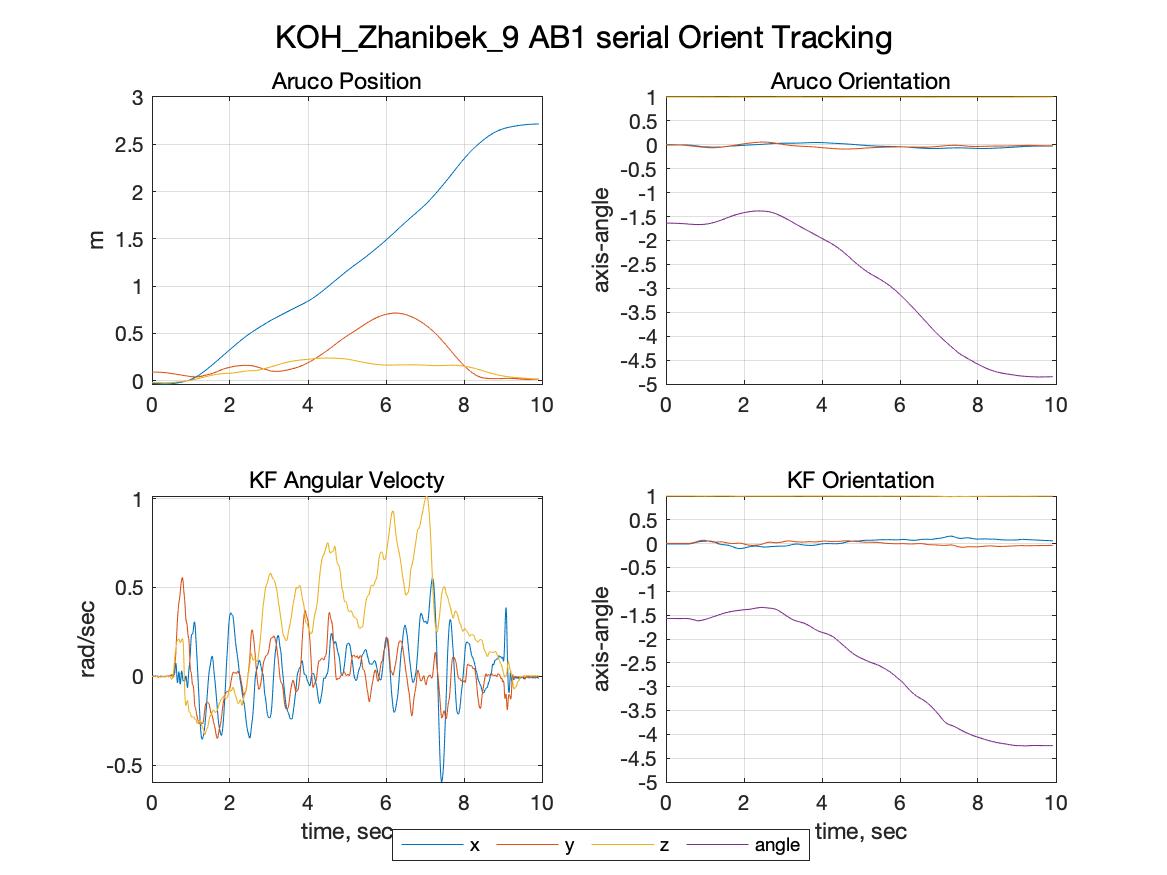 KOH_Zhanibek_9 AB1 serial Orient Tracking
Aruco Position
3
2.5
2
1.5
1
0.5
0
m
0 2 4 6 8 10
Aruco Orientation
1
0.5
0
-0.5
-1
-1.5
-2
-2.5
-3
-3.5
-4
-4.5
-5
axis-angle
0 2 4 6 8 10
KF Angular Velocty
1
0.5
0
-0.5
rad/sec
0 2 4 6 8 10
time, sec
KF Orientation
1
0.5
0
-0.5
-1
-1.5
-2
-2.5
-3
-3.5
-4
-4.5
-5
axis-angle
0 2 4 6 8 10
time, sec
x y z angle